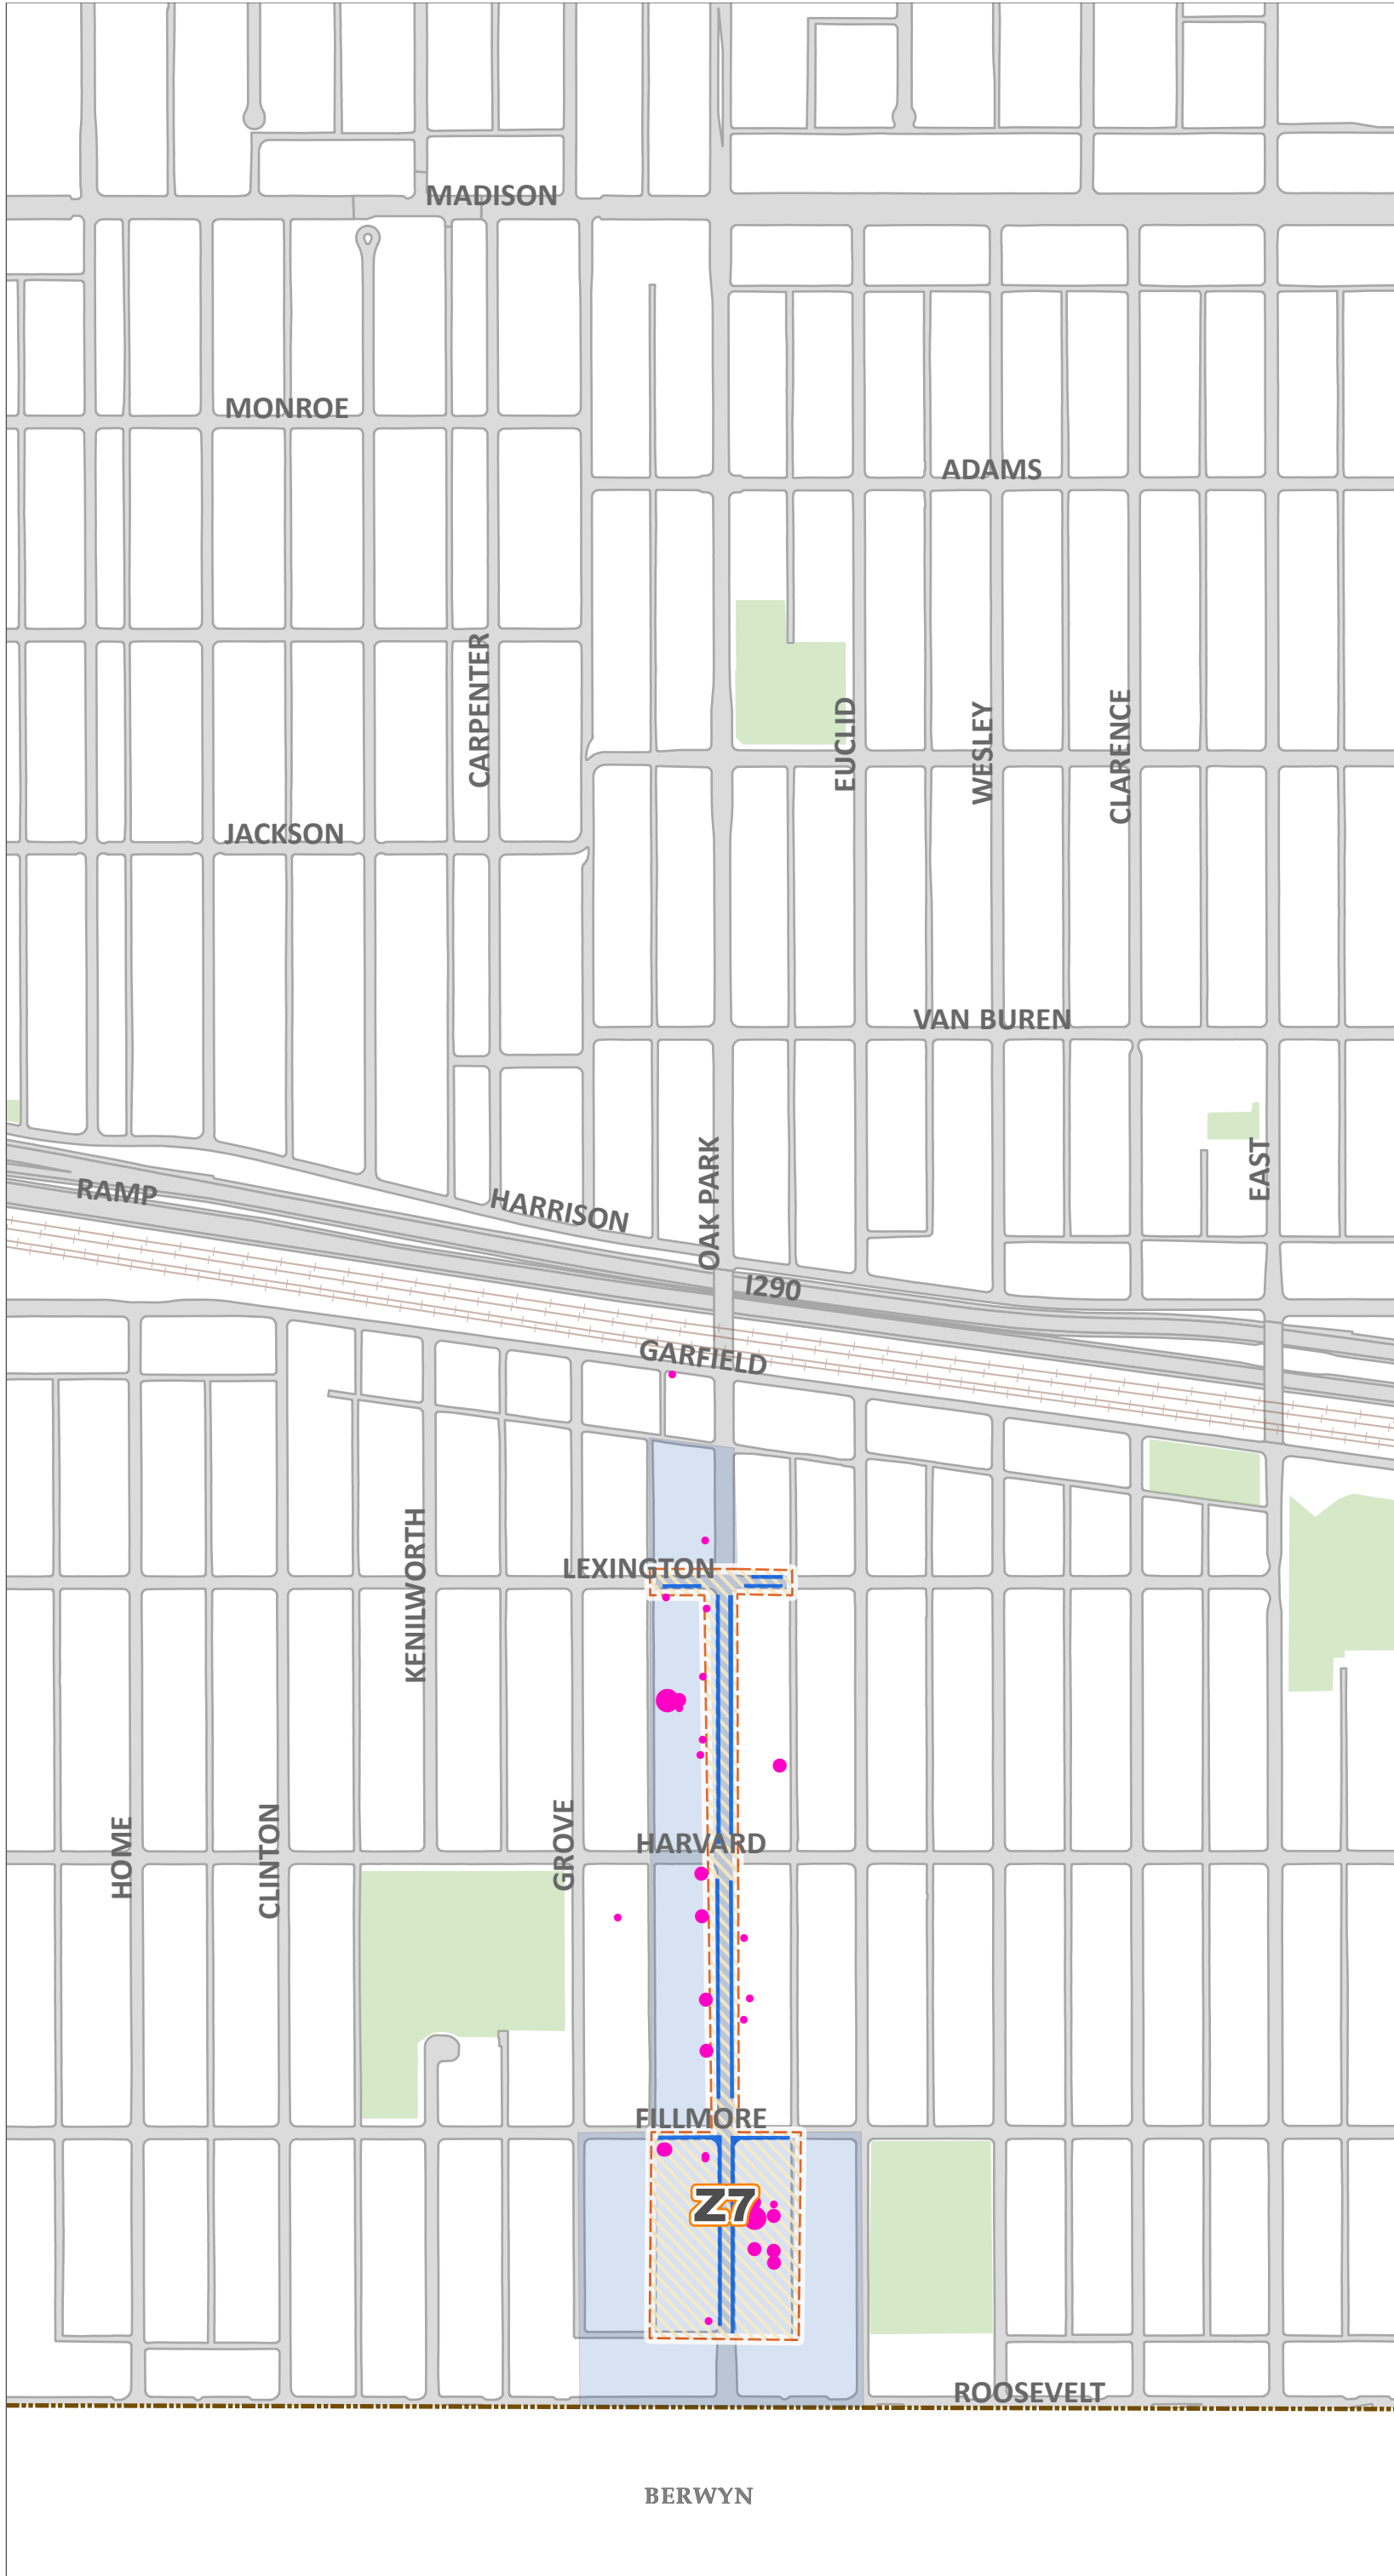 MADISON
MONROE
ADAMS
CARPENTER
EUCLID
WESLEY
CLARENCE
JACKSON
VAN BUREN
OAK PARK
EAST
RAMP
HARRISON
I290
GARFIELD
KENILWORTH
LEXINGTON
HOME
CLINTON
GROVE
HARVARD
FILLMORE
Z7
ROOSEVELT
BERWYN